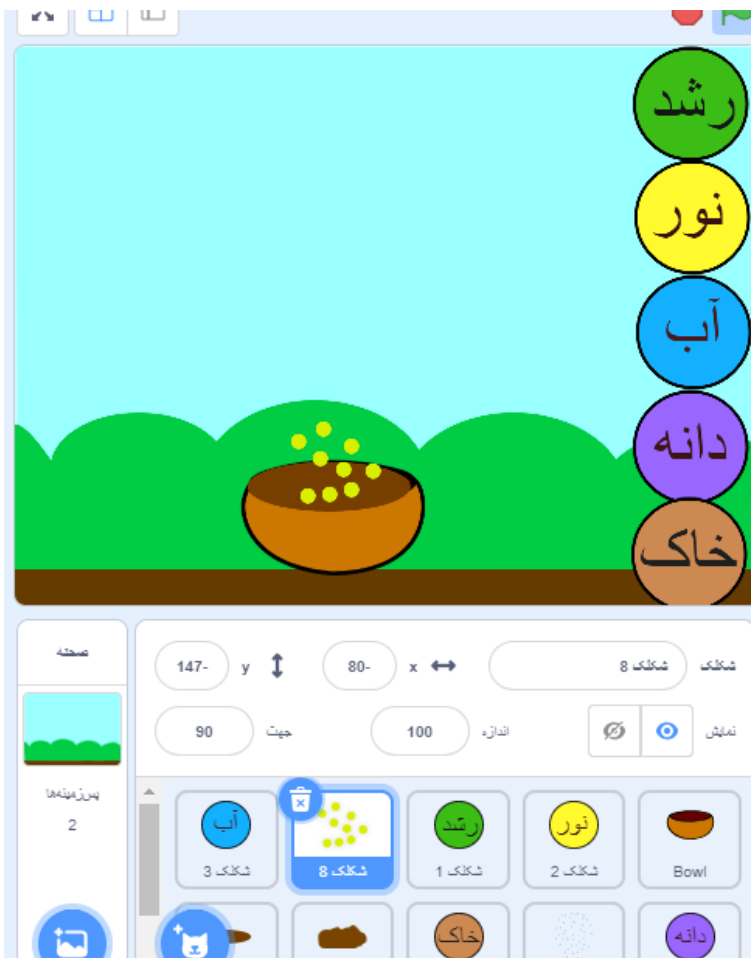 رشد
نور
آب
دانه
خاک
صحنه
شکلک شکلک 8 x -80 y -147
نمایش اندازه 100 جهت 90
پس‌زمینه‌ها
2
آب
رشد
نور
شکلک 3
شکلک 8
شکلک 1
شکلک 2
Bowl
خاک
دانه